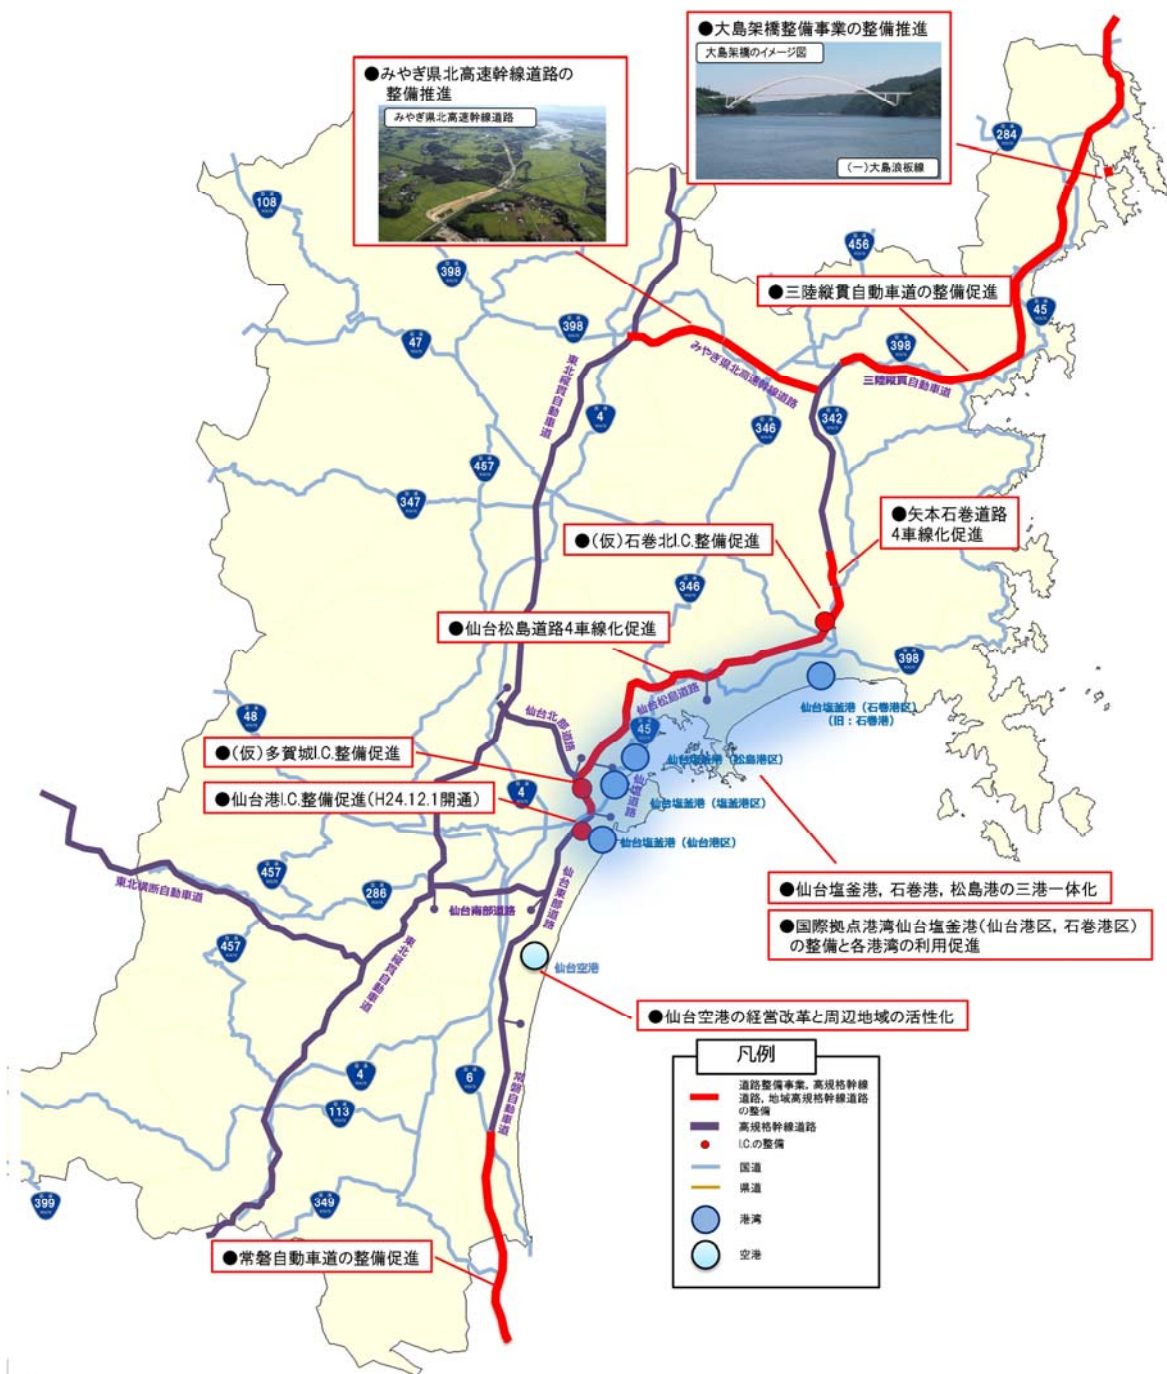 ●大島架橋整備事業の整備推進
大島架橋のイメージ図
(一)大島浪板線
●みやぎ県北高速幹線道路の
整備推進
みやぎ県北高速幹線道路
284
108
456
398
●三陸縦貫自動車道の整備促進
45
398
47
398
東北縦貫自動車道
みやぎ県北高速幹線道路
三陸縦貫自動車道
4
346
342
457
347
●矢本石巻道路
4車線化促進
●(仮)石巻北I.C.整備促進
346
●仙台松島道路4車線化促進
398
仙台松島道路
仙台塩釜港(石巻港区)
(旧:石巻港)
48
仙台北部道路
45
●(仮)多賀城I.C.整備促進
仙台塩釜港(松島港区)
●仙台港I.C.整備促進(H24.12.1開通)
4
仙台塩釜港(塩釜港区)
仙台塩釜港(仙台港区)
457
東北横断自動車道
286
仙台東部道路
仙台南部道路
●仙台塩釜港,石巻港,松島港の三港一体化
●国際拠点港湾仙台塩釜港(仙台港区,石巻港区)
の整備と各港湾の利用促進
457
東北縦貫自動車道
仙台空港
●仙台空港の経営改革と周辺地域の活性化
凡例
道路整備事業,高規格幹線
道路,地域高規格幹線道路
の整備
高規格幹線道路
I.C.の整備
国道
県道
港湾
空港
4
6
常磐自動車道
113
399
349
●常磐自動車道の整備促進